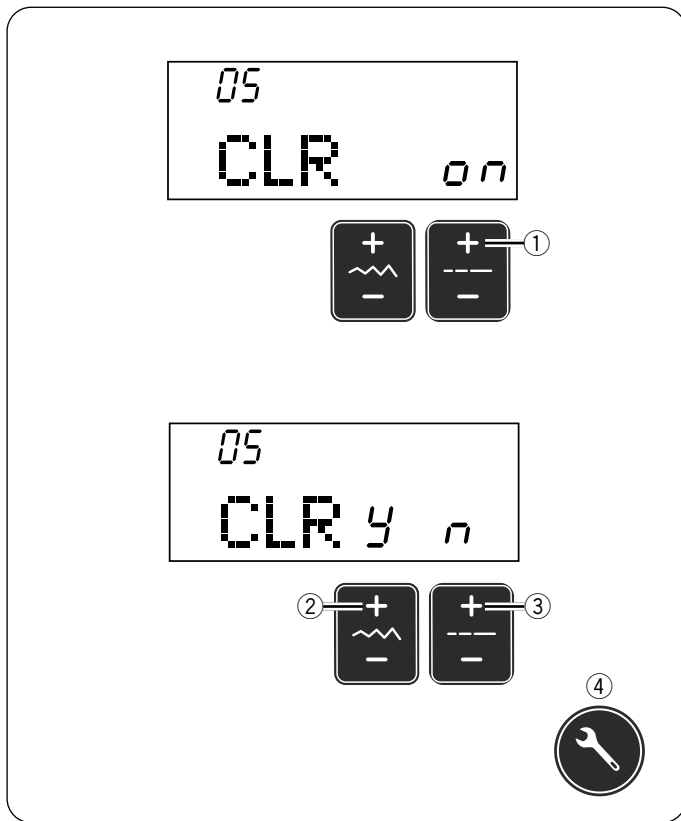 05
CLR on
+ +
- -
①
05
CLR y n
② + + ③
- -
④